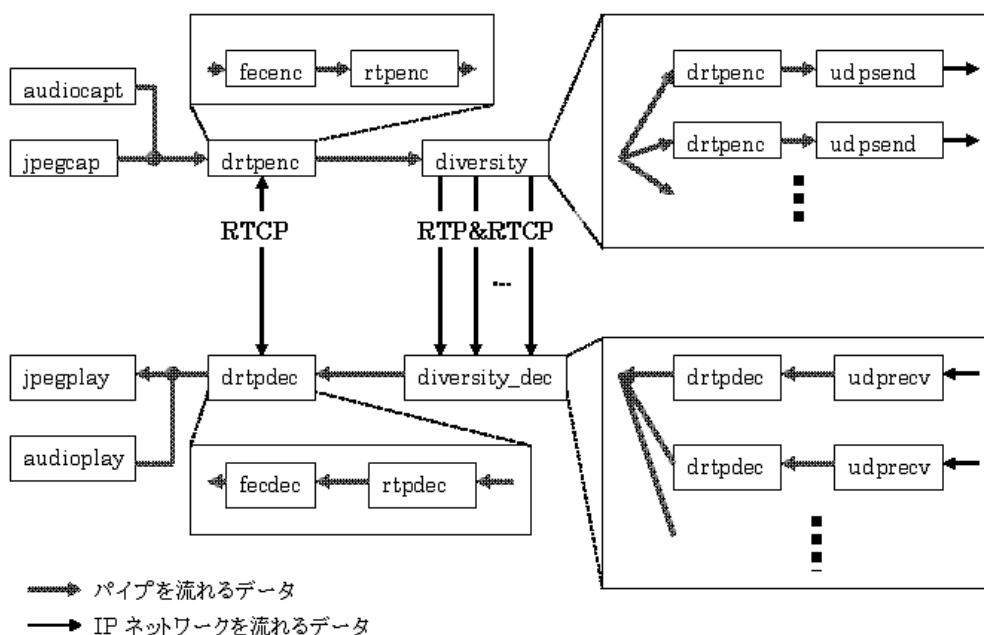 fecenc
rtpenc
audiocapt
jpegcap
drtpenc
diversity
drtpenc
udpsend
drtpenc
udpsend
RTCP
RTP&RTCP
...
jpegplay
drtpdec
diversity_dec
audioplay
fecdec
rtpdec
drtpdec
udprecv
drtpdec
udprecv
パイプを流れるデータ
IP ネットワークを流れるデータ